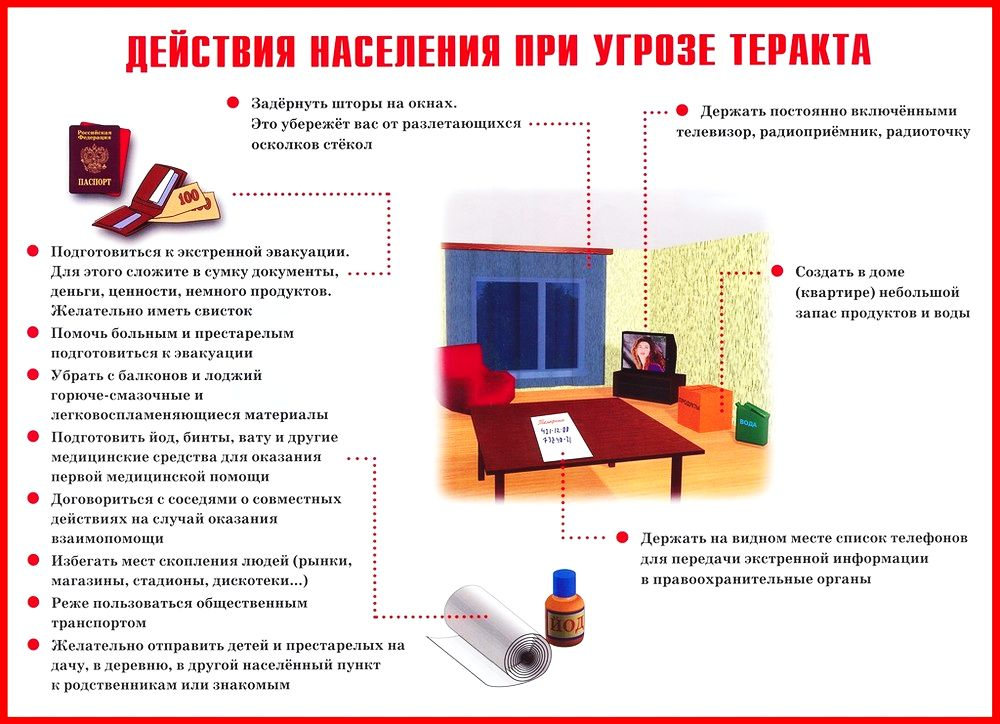 ДЕЙСТВИЯ НАСЕЛЕНИЯ ПРИ УГРОЗЕ ТЕРАКТА
Задёрнуть шторы на окнах.
Это убережёт вас от разлетающихся
осколков стёкол
Держать постоянно включёнными
телевизор, радиоприёмник, радиоточку
Российская
Федерация
ПАСПОРТ
100
Подготовиться к экстренной эвакуации.
Для этого сложите в сумку документы,
деньги, ценности, немного продуктов.
Желательно иметь свисток
Помочь больным и престарелым
подготовиться к эвакуации
Убрать с балконов и лоджий
горюче-смазочные и
легковоспламеняющиеся материалы
Подготовить йод, бинты, вату и другие
медицинские средства для оказания
первой медицинской помощи
Договориться с соседями о совместных
действиях на случай оказания
взаимопомощи
Избегать мест скопления людей (рынки,
магазины, стадионы, дискотеки...)
Реже пользоваться общественным
транспортом
Желательно отправить детей и престарелых на
дачу, в деревню, в другой населённый пункт
к родственникам или знакомым
Создать в доме
(квартире) небольшой
запас продуктов и воды
ПРОДУКТЫ
ВОДА
Держать на видном месте список телефонов
для передачи экстренной информации
в правоохранительные органы
ЙОД